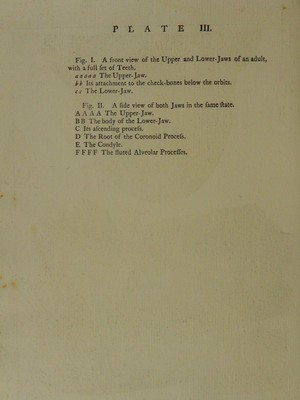 PLATE III.
Fig. I. A front view of the Upper and Lower-Jaws of an adult,
with a full ſet of Teeth.
a a a a a The Upper-Jaw.
b b Its attachment to the cheek-bones below the orbits.
c c The Lower-Jaw.
Fig. II. A ſide view of both Jaws in the ſame ſtate.
A A A A The Upper-Jaw.
B B The body of the Lower-Jaw.
C Its aſcending proceſs.
D The Root of the Coronoid Proceſs.
E The Condyle.
F F F F The fluted Alveolar Proceſſes.